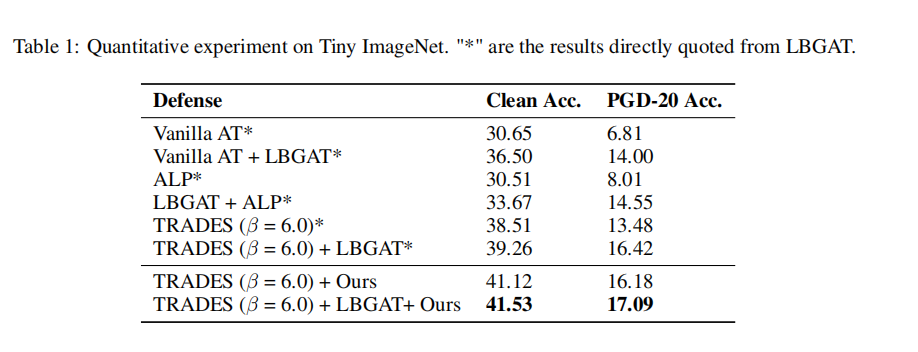 Table 1: Quantitative experiment on Tiny ImageNet. "*" are the results directly quoted from LBGAT.
Defense Clean Acc. PGD-20 Acc.
Vanilla AT* 30.65 6.81
Vanilla AT + LBGAT* 36.50 14.00
ALP* 30.51 8.01
LBGAT + ALP* 33.67 14.55
TRADES (β = 6.0)* 38.51 13.48
TRADES (β = 6.0) + LBGAT* 39.26 16.42
TRADES (β = 6.0) + Ours 41.12 16.18
TRADES (β = 6.0) + LBGAT+ Ours 41.53 17.09